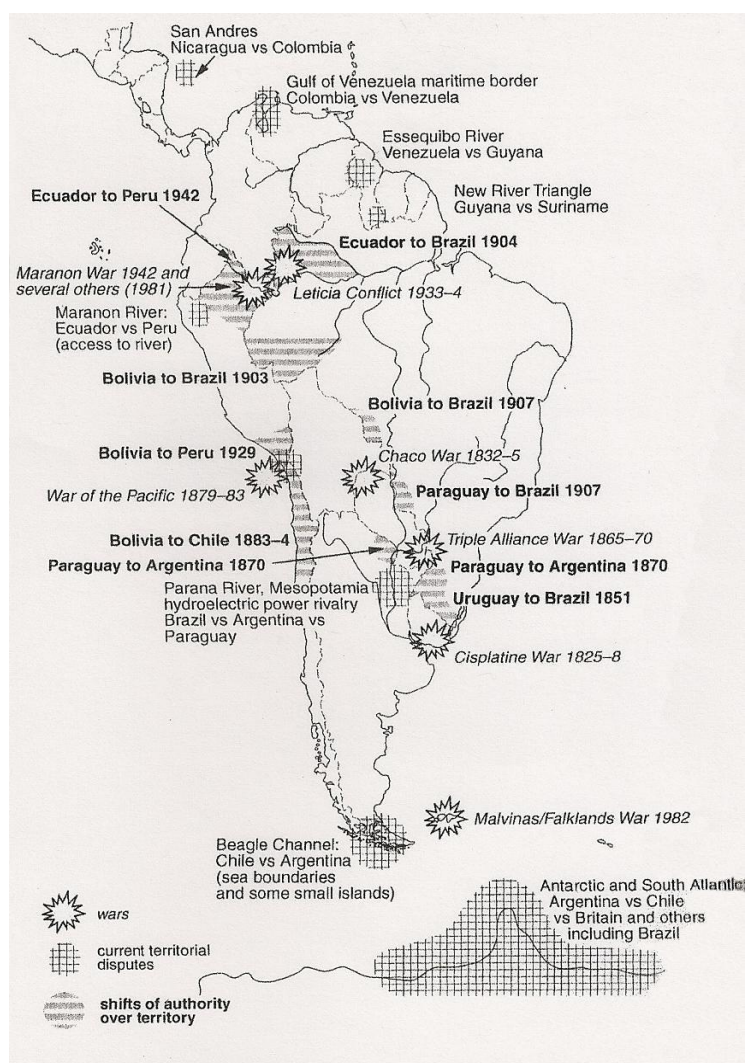 San Andres
Nicaragua vs Colombia
Gulf of Venezuela maritime border
Colombia vs Venezuela
Essequibo River
Venezuela vs Guyana
New River Triangle
Guyana vs Suriname
Ecuador to Peru 1942
Ecuador to Brazil 1904
Maranon War 1942 and
several others (1981)
Leticia Conflict 1933–4
Maranon River:
Ecuador vs Peru
(access to river)
Bolivia to Brazil 1903
Bolivia to Brazil 1907
Bolivia to Peru 1929
Chaco War 1832–5
War of the Pacific 1879–83
Paraguay to Brazil 1907
Bolivia to Chile 1883–4
Triple Alliance War 1865–70
Paraguay to Argentina 1870
Paraguay to Argentina 1870
Parana River, Mesopotamia
hydroelectric power rivalry
Brazil vs Argentina vs
Paraguay
Uruguay to Brazil 1851
Cisplatine War 1825–8
Malvinas/Falklands War 1982
Beagle Channel:
Chile vs Argentina
(sea boundaries
and some small islands)
Antarctic and South Atlantic
Argentina vs Chile
vs Britain and others
including Brazil
wars
current territorial
disputes
shifts of authority
over territory